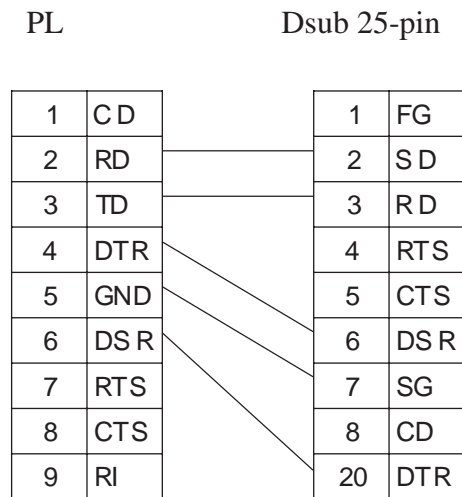 PL Dsub 25-pin
1 CD 1 FG
2 RD 2 SD
3 TD 3 RD
4 DTR 4 RTS
5 GND 5 CTS
6 DSR 6 DSR
7 RTS 7 SG
8 CTS 8 CD
9 RI 20 DTR